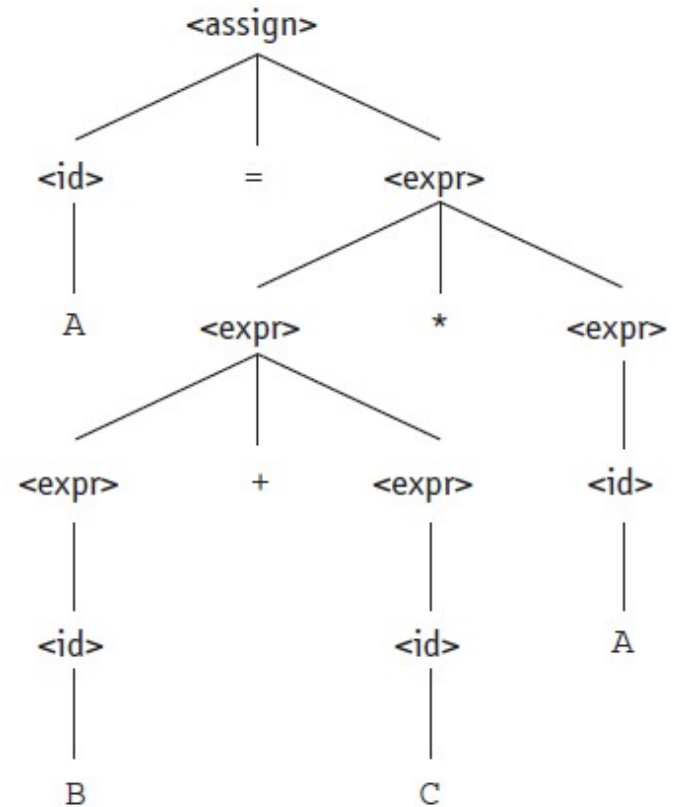 <assign>
<id> = <expr>
A <expr> * <expr>
<expr> + <expr> <id>
<id> <id> A
B C